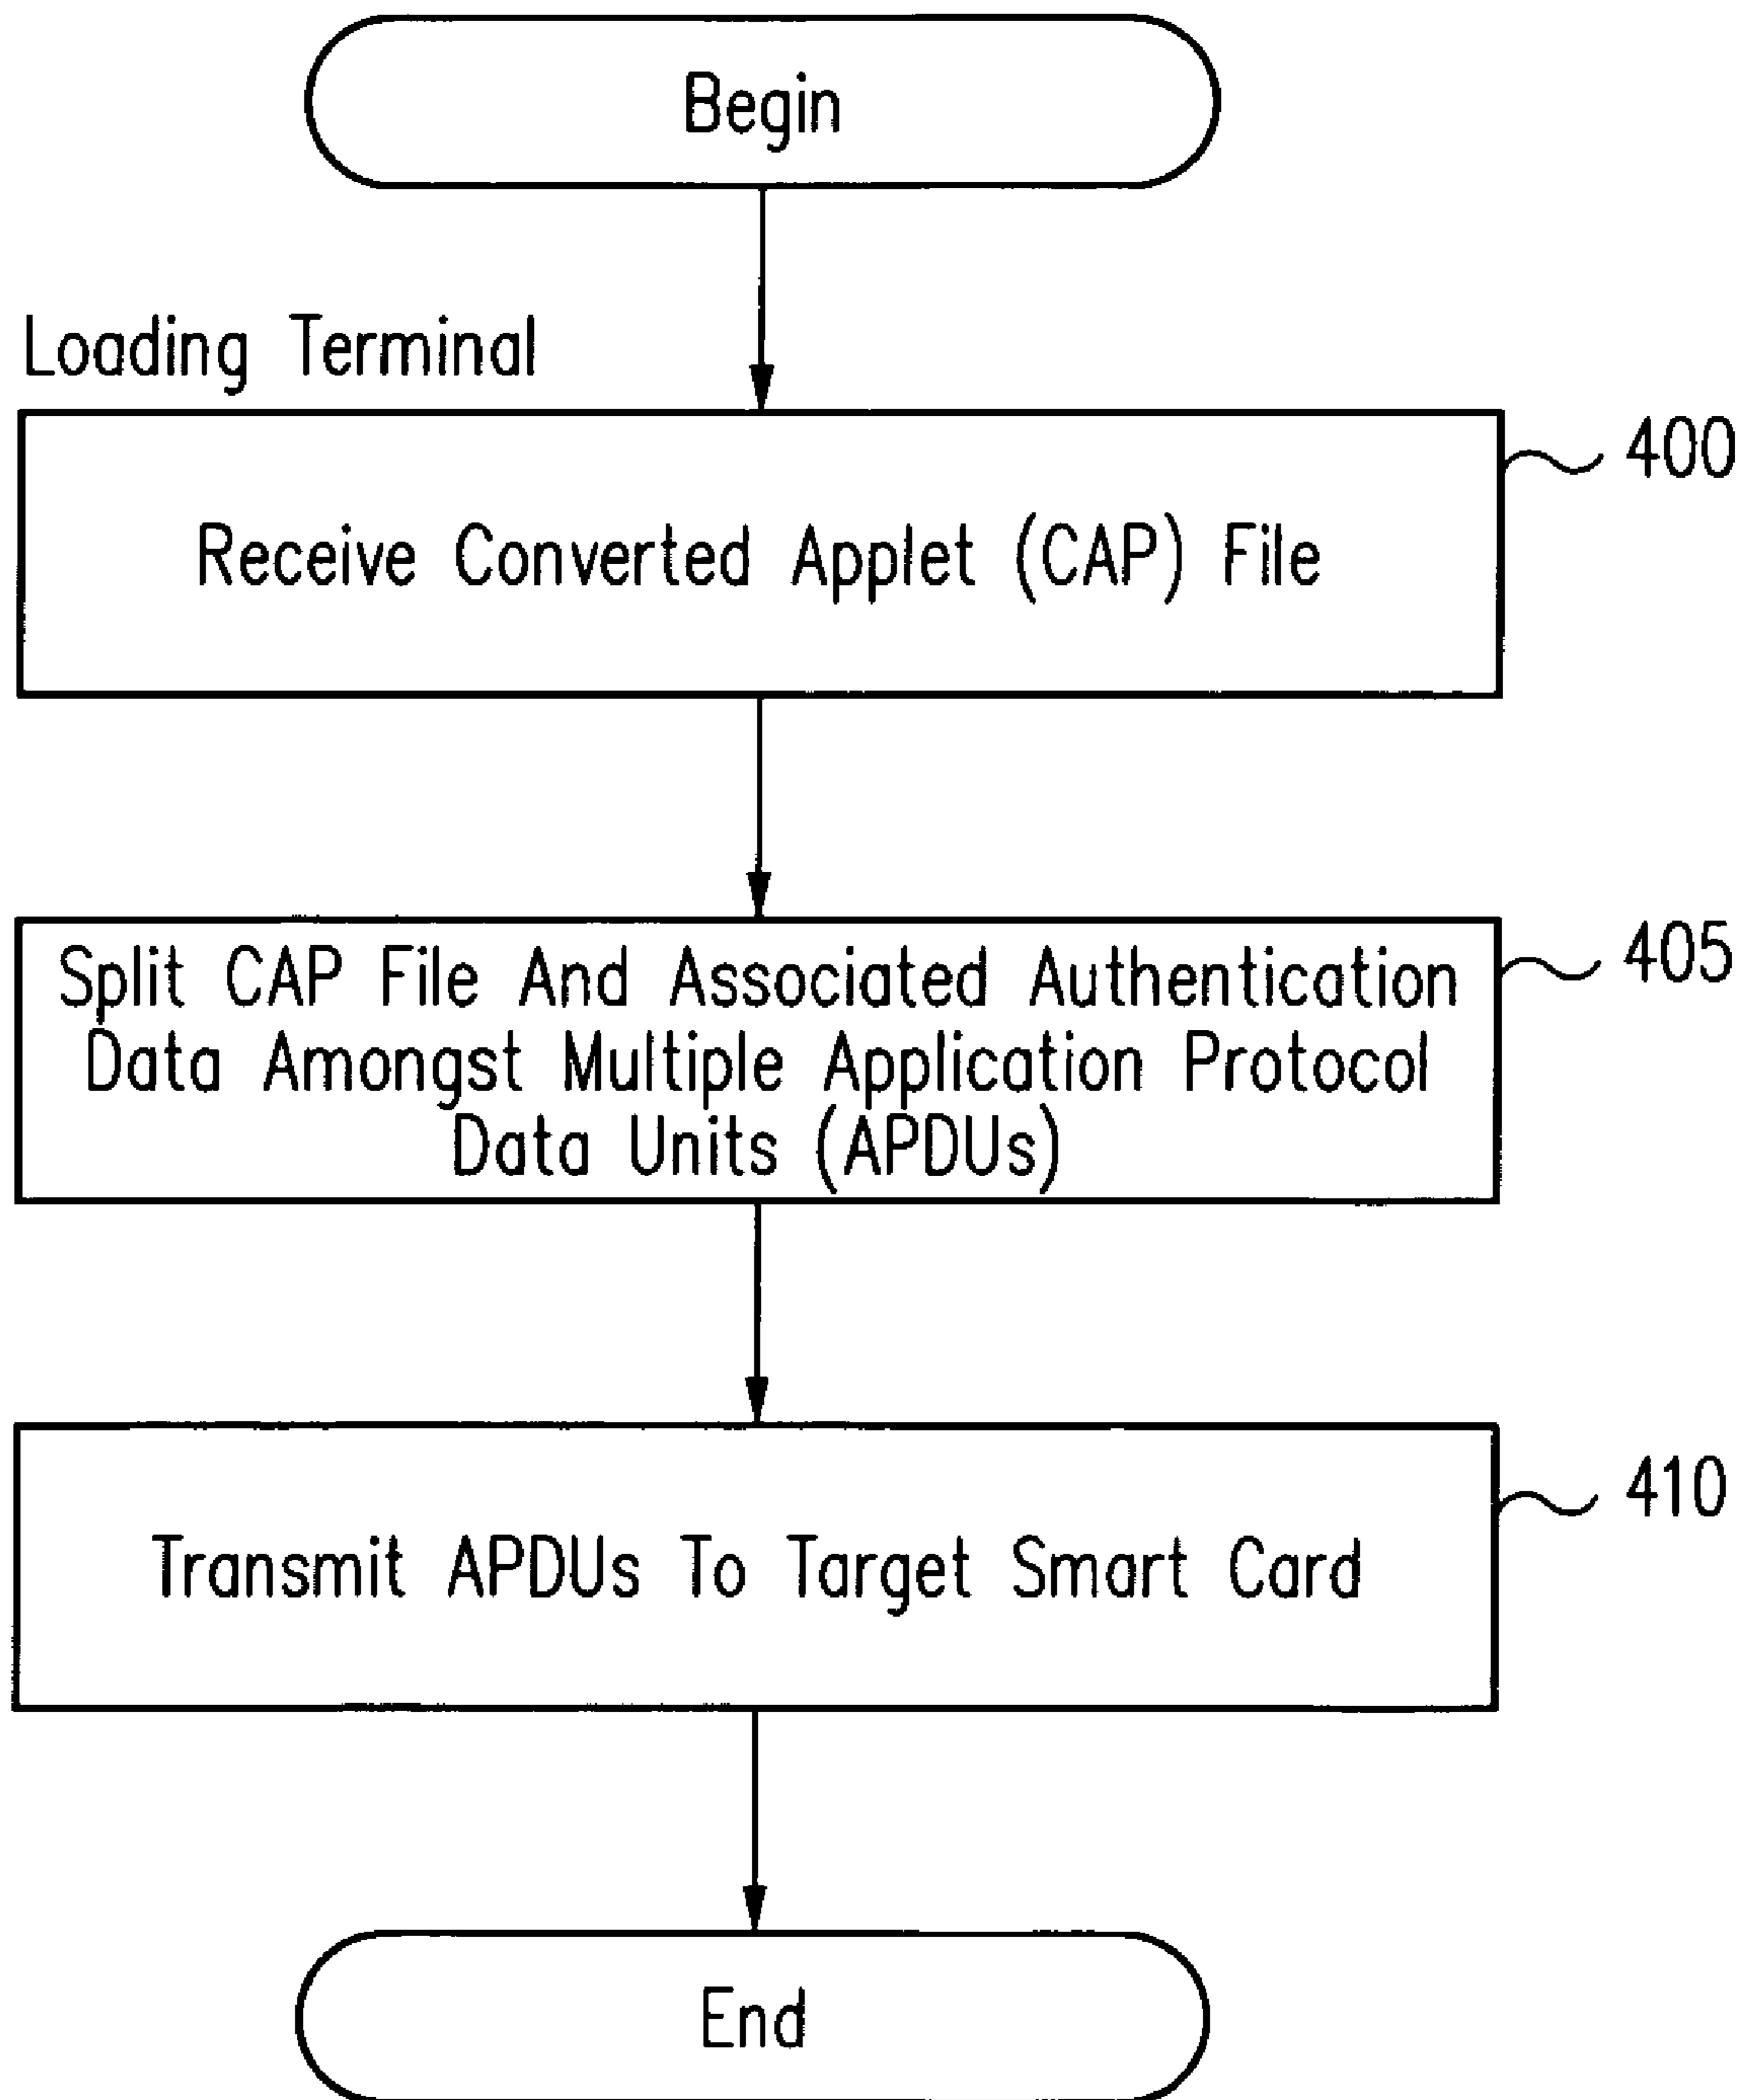 Begin
Loading Terminal
400
Receive Converted Applet (CAP) File
405
Split CAP File And Associated Authentication
Data Amongst Multiple Application Protocol
Data Units (APDUs)
410
Transmit APDUs To Target Smart Card
End